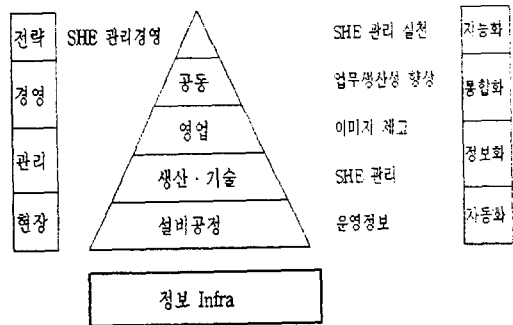 전략 SHE 관리경영 SHE 관리 실천 지능화
공동 업무생산성 향상
경영 통합화
영업 이미지 제고
관리 정보화
생산 · 기술 SHE 관리
현장 설비공정 운영정보 자동화
정보 Infra